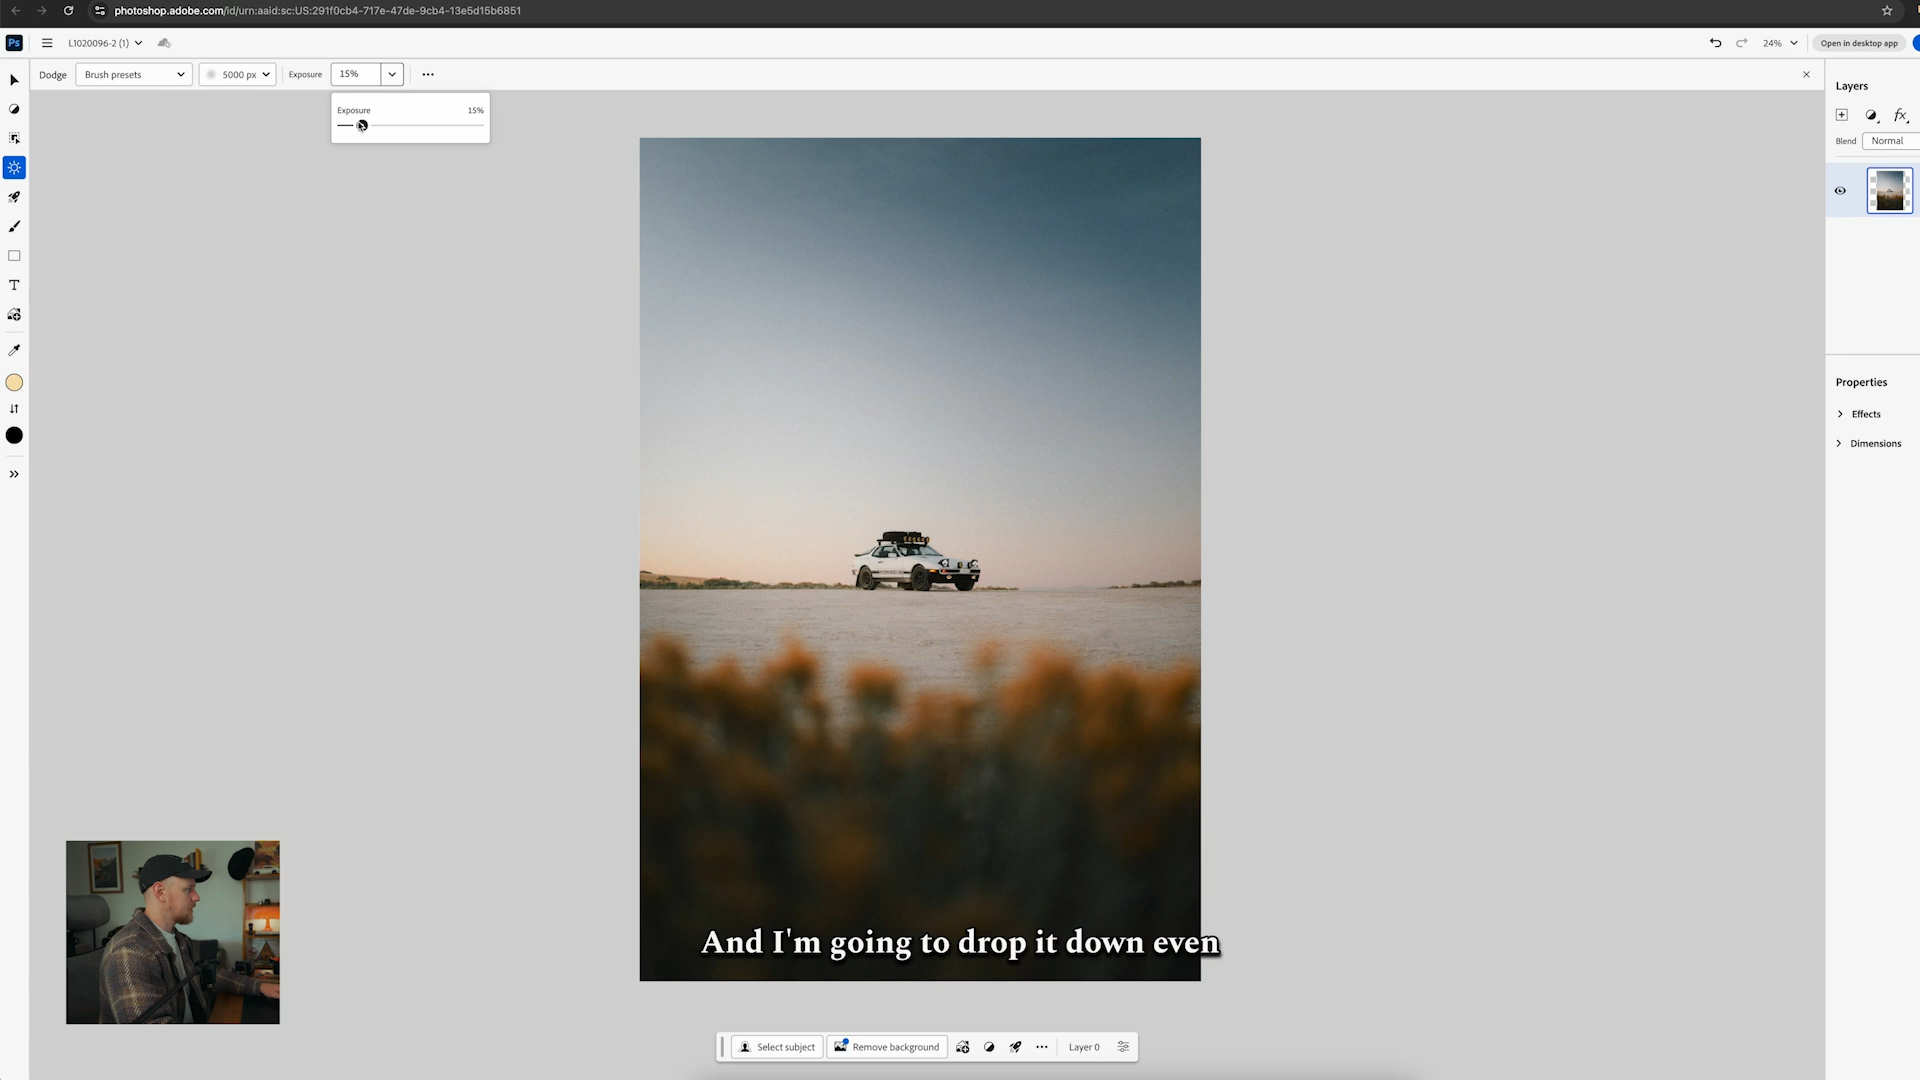 photoshop.adobe.com/id/urn:aaid:sc:US:291f0cb4-717e-47de-9cb4-13e5d15b6851
Ps
L1020096-2 (1)
24%
Open in desktop app
Dodge
Brush presets
5000 px
Exposure
15%
Exposure
15%
Layers
fx
Blend
Normal
T
Properties
Effects
Dimensions
And I'm going to drop it down even
Select subject
Remove background
Layer 0